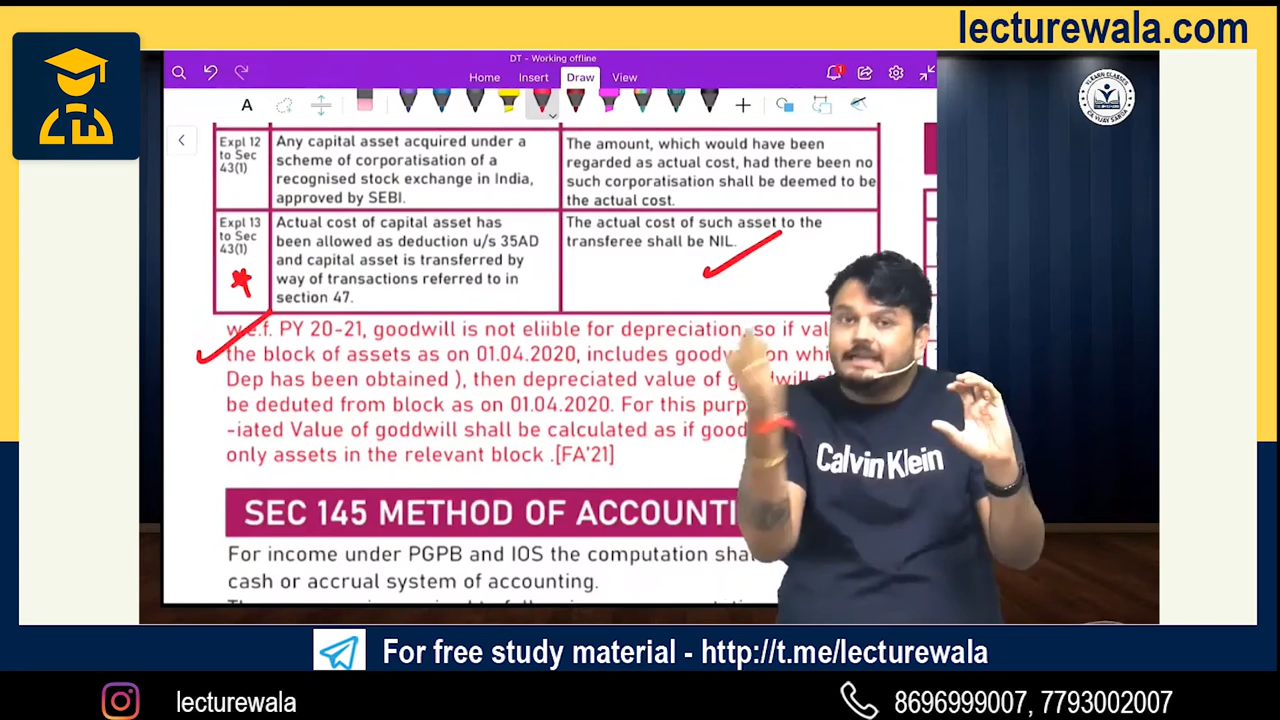 lecturewala.com
DT - Working offline
Home Insert Draw View
1
A
YLEARN CLASSES
CA VIJAY SARDA
Expl 12
to Sec
43(1)
Any capital asset acquired under a
scheme of corporatisation of a
recognised stock exchange in India,
approved by SEBI.
The amount, which would have been
regarded as actual cost, had there been no
such corporatisation shall be deemed to be
the actual cost.
Expl 13
to Sec
43(1)
Actual cost of capital asset has
been allowed as deduction u/s 35AD
and capital asset is transferred by
way of transactions referred to in
section 47.
The actual cost of such asset to the
transferee shall be NIL.
w.e.f. PY 20-21, goodwill is not eliible for depreciation, so if
the block of assets as on 01.04.2020, includes
Dep has been obtained ), then depreciated value of
be deduted from block as on 01.04.2020. For this
-iated Value of goddwill shall be calculated as if
only assets in the relevant block .[FA'21]
SEC 145 METHOD OF
For income under PGPB and IOS the computation
cash or accrual system of accounting.
Calvin Klein
For free study material - http://t.me/lecturewala
lecturewala
8696999007, 7793002007